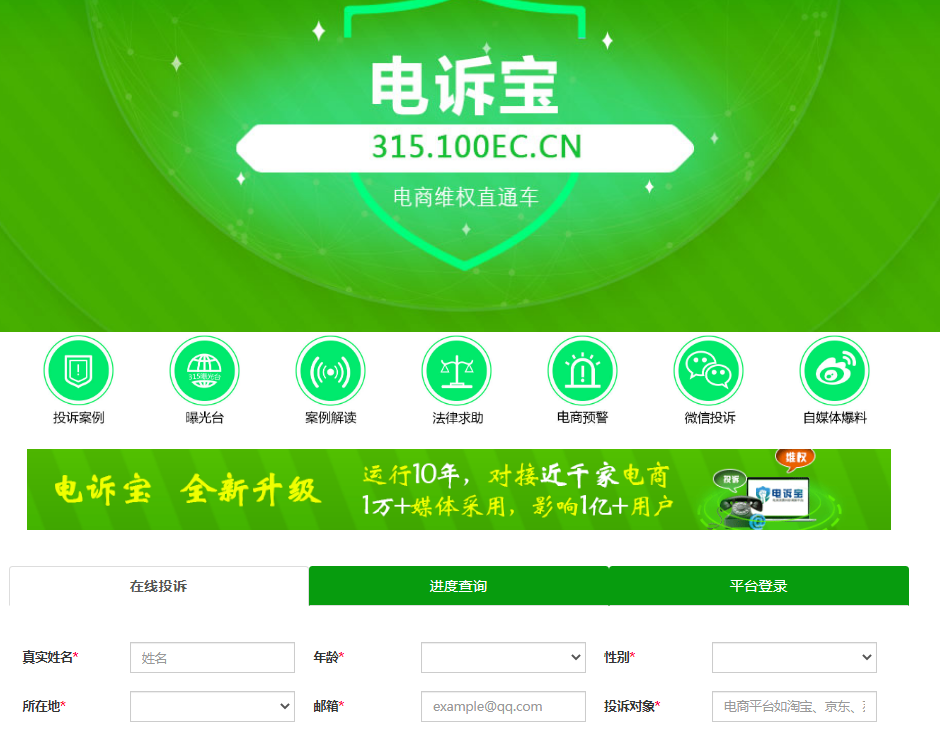 电诉宝
315.100EC.CN
电商维权直通车
315曝光台
投诉案例 曝光台 案例解读 法律求助 电商预警 微信投诉 自媒体爆料
电诉宝 全新升级
运行10年，对接近千家电商
1万+媒体采用，影响1亿+用户
维权
投诉
电诉宝
在线投诉 进度查询 平台登录
真实姓名* 姓名 年龄* 性别*
所在地* 邮箱* example@qq.com 投诉对象* 电商平台如淘宝、京东、